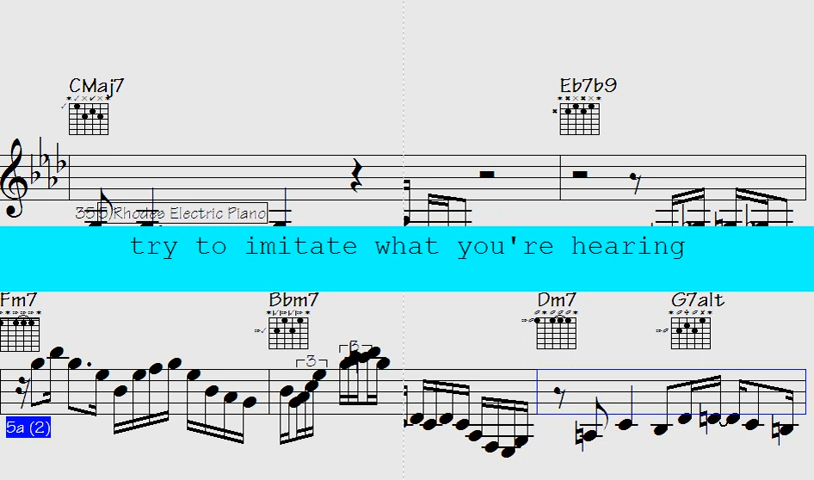 CMaj7 Eb7b9
355 Rhodes Electric Piano
try to imitate what you're hearing
Fm7 Bbm7 Dm7 G7alt
3 3
5a (2)